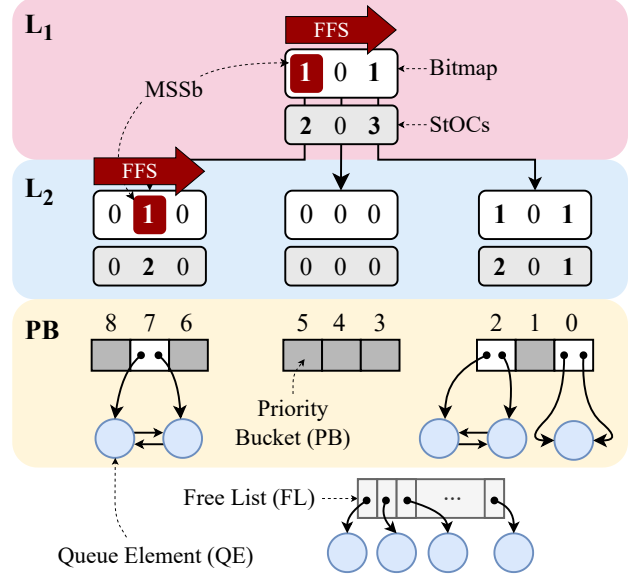 L1
FFS
1 0 1
Bitmap
MSSb
2 0 3
StOCs
FFS
L2
0 1 0
0 0 0
1 0 1
0 2 0
0 0 0
2 0 1
PB
8 7 6
5 4 3
2 1 0
Priority
Bucket (PB)
Free List (FL)
...
Queue Element (QE)